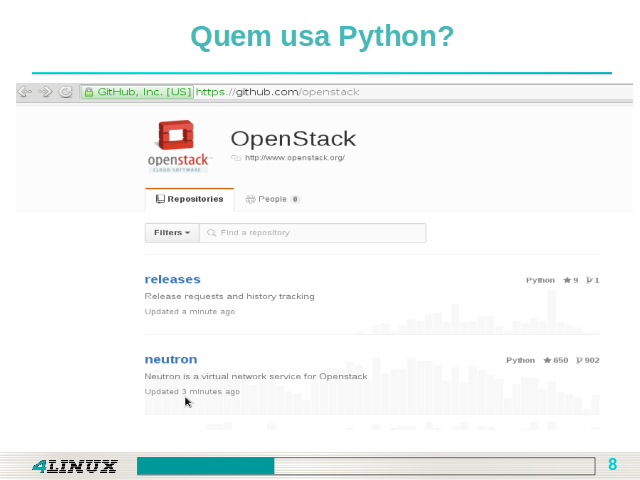 Quem usa Python?
GitHub, Inc. [US] https://github.com/openstack
openstack
CLOUD SOFTWARE
OpenStack
http://www.openstack.org/
Repositories People 0
Filters Find a repository
releases
Python 9 1
Release requests and history tracking
Updated a minute ago
neutron
Python 650 902
Neutron is a virtual network service for Openstack
Updated 3 minutes ago
4LINUX 8